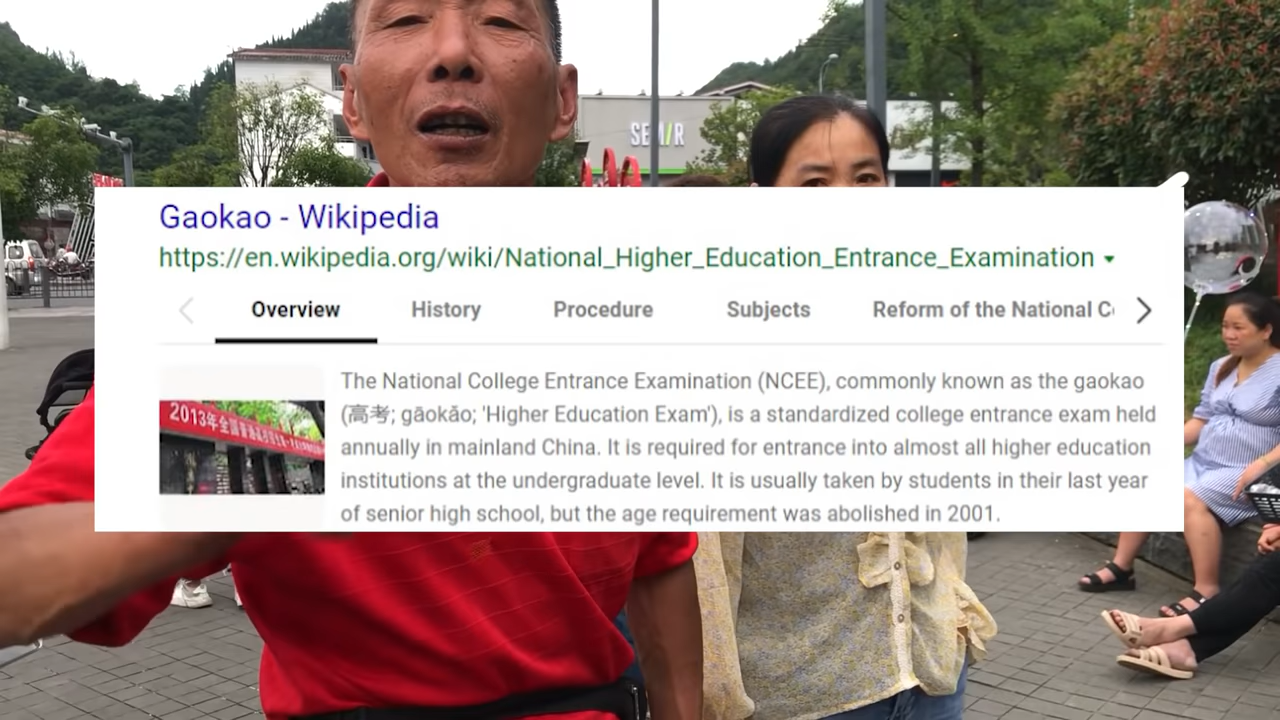 SEM/R
Gaokao - Wikipedia
https://en.wikipedia.org/wiki/National_Higher_Education_Entrance_Examination
Overview History Procedure Subjects Reform of the National C
The National College Entrance Examination (NCEE), commonly known as the gaokao
(高考; gāokǎo; 'Higher Education Exam'), is a standardized college entrance exam held
annually in mainland China. It is required for entrance into almost all higher education
institutions at the undergraduate level. It is usually taken by students in their last year
of senior high school, but the age requirement was abolished in 2001.
2013年全国普通高